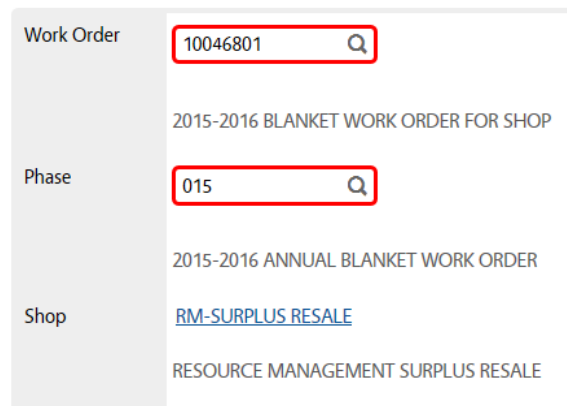 Work Order
10046801
2015-2016 BLANKET WORK ORDER FOR SHOP
Phase
015
2015-2016 ANNUAL BLANKET WORK ORDER
Shop
RM-SURPLUS RESALE
RESOURCE MANAGEMENT SURPLUS RESALE